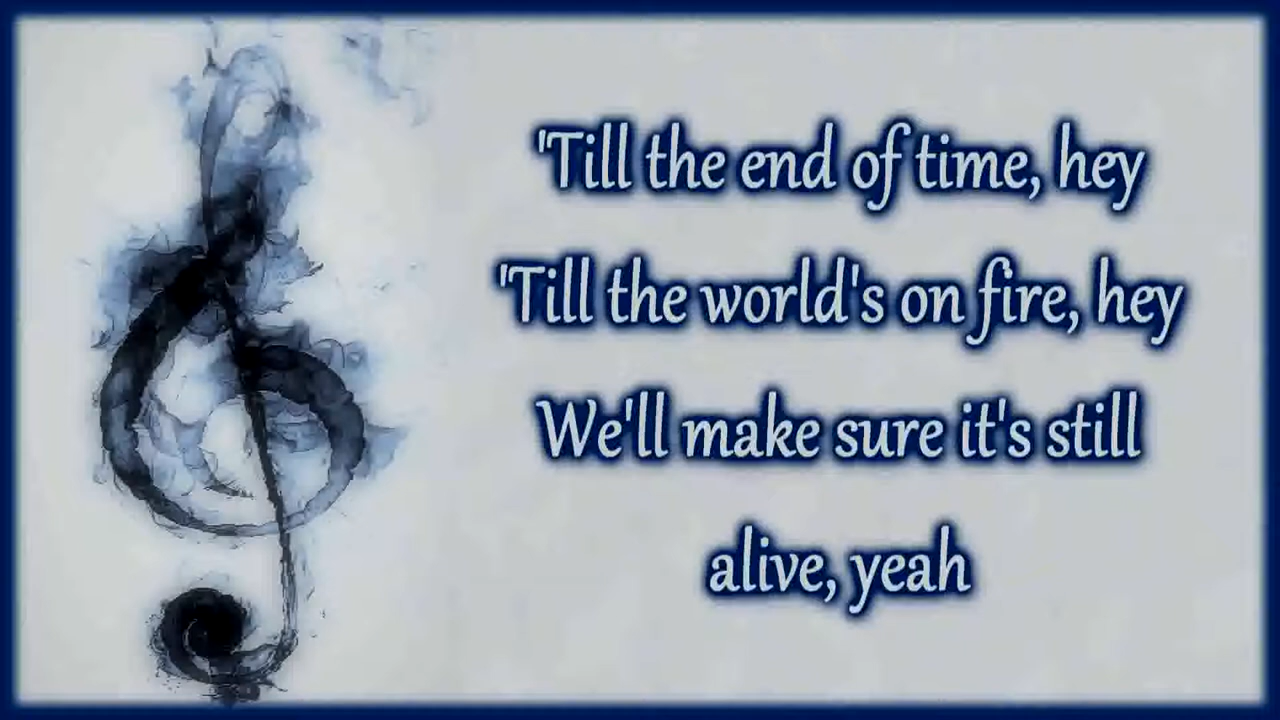 'Till the end of time, hey
'Till the world's on fire, hey
We'll make sure it's still
alive, yeah